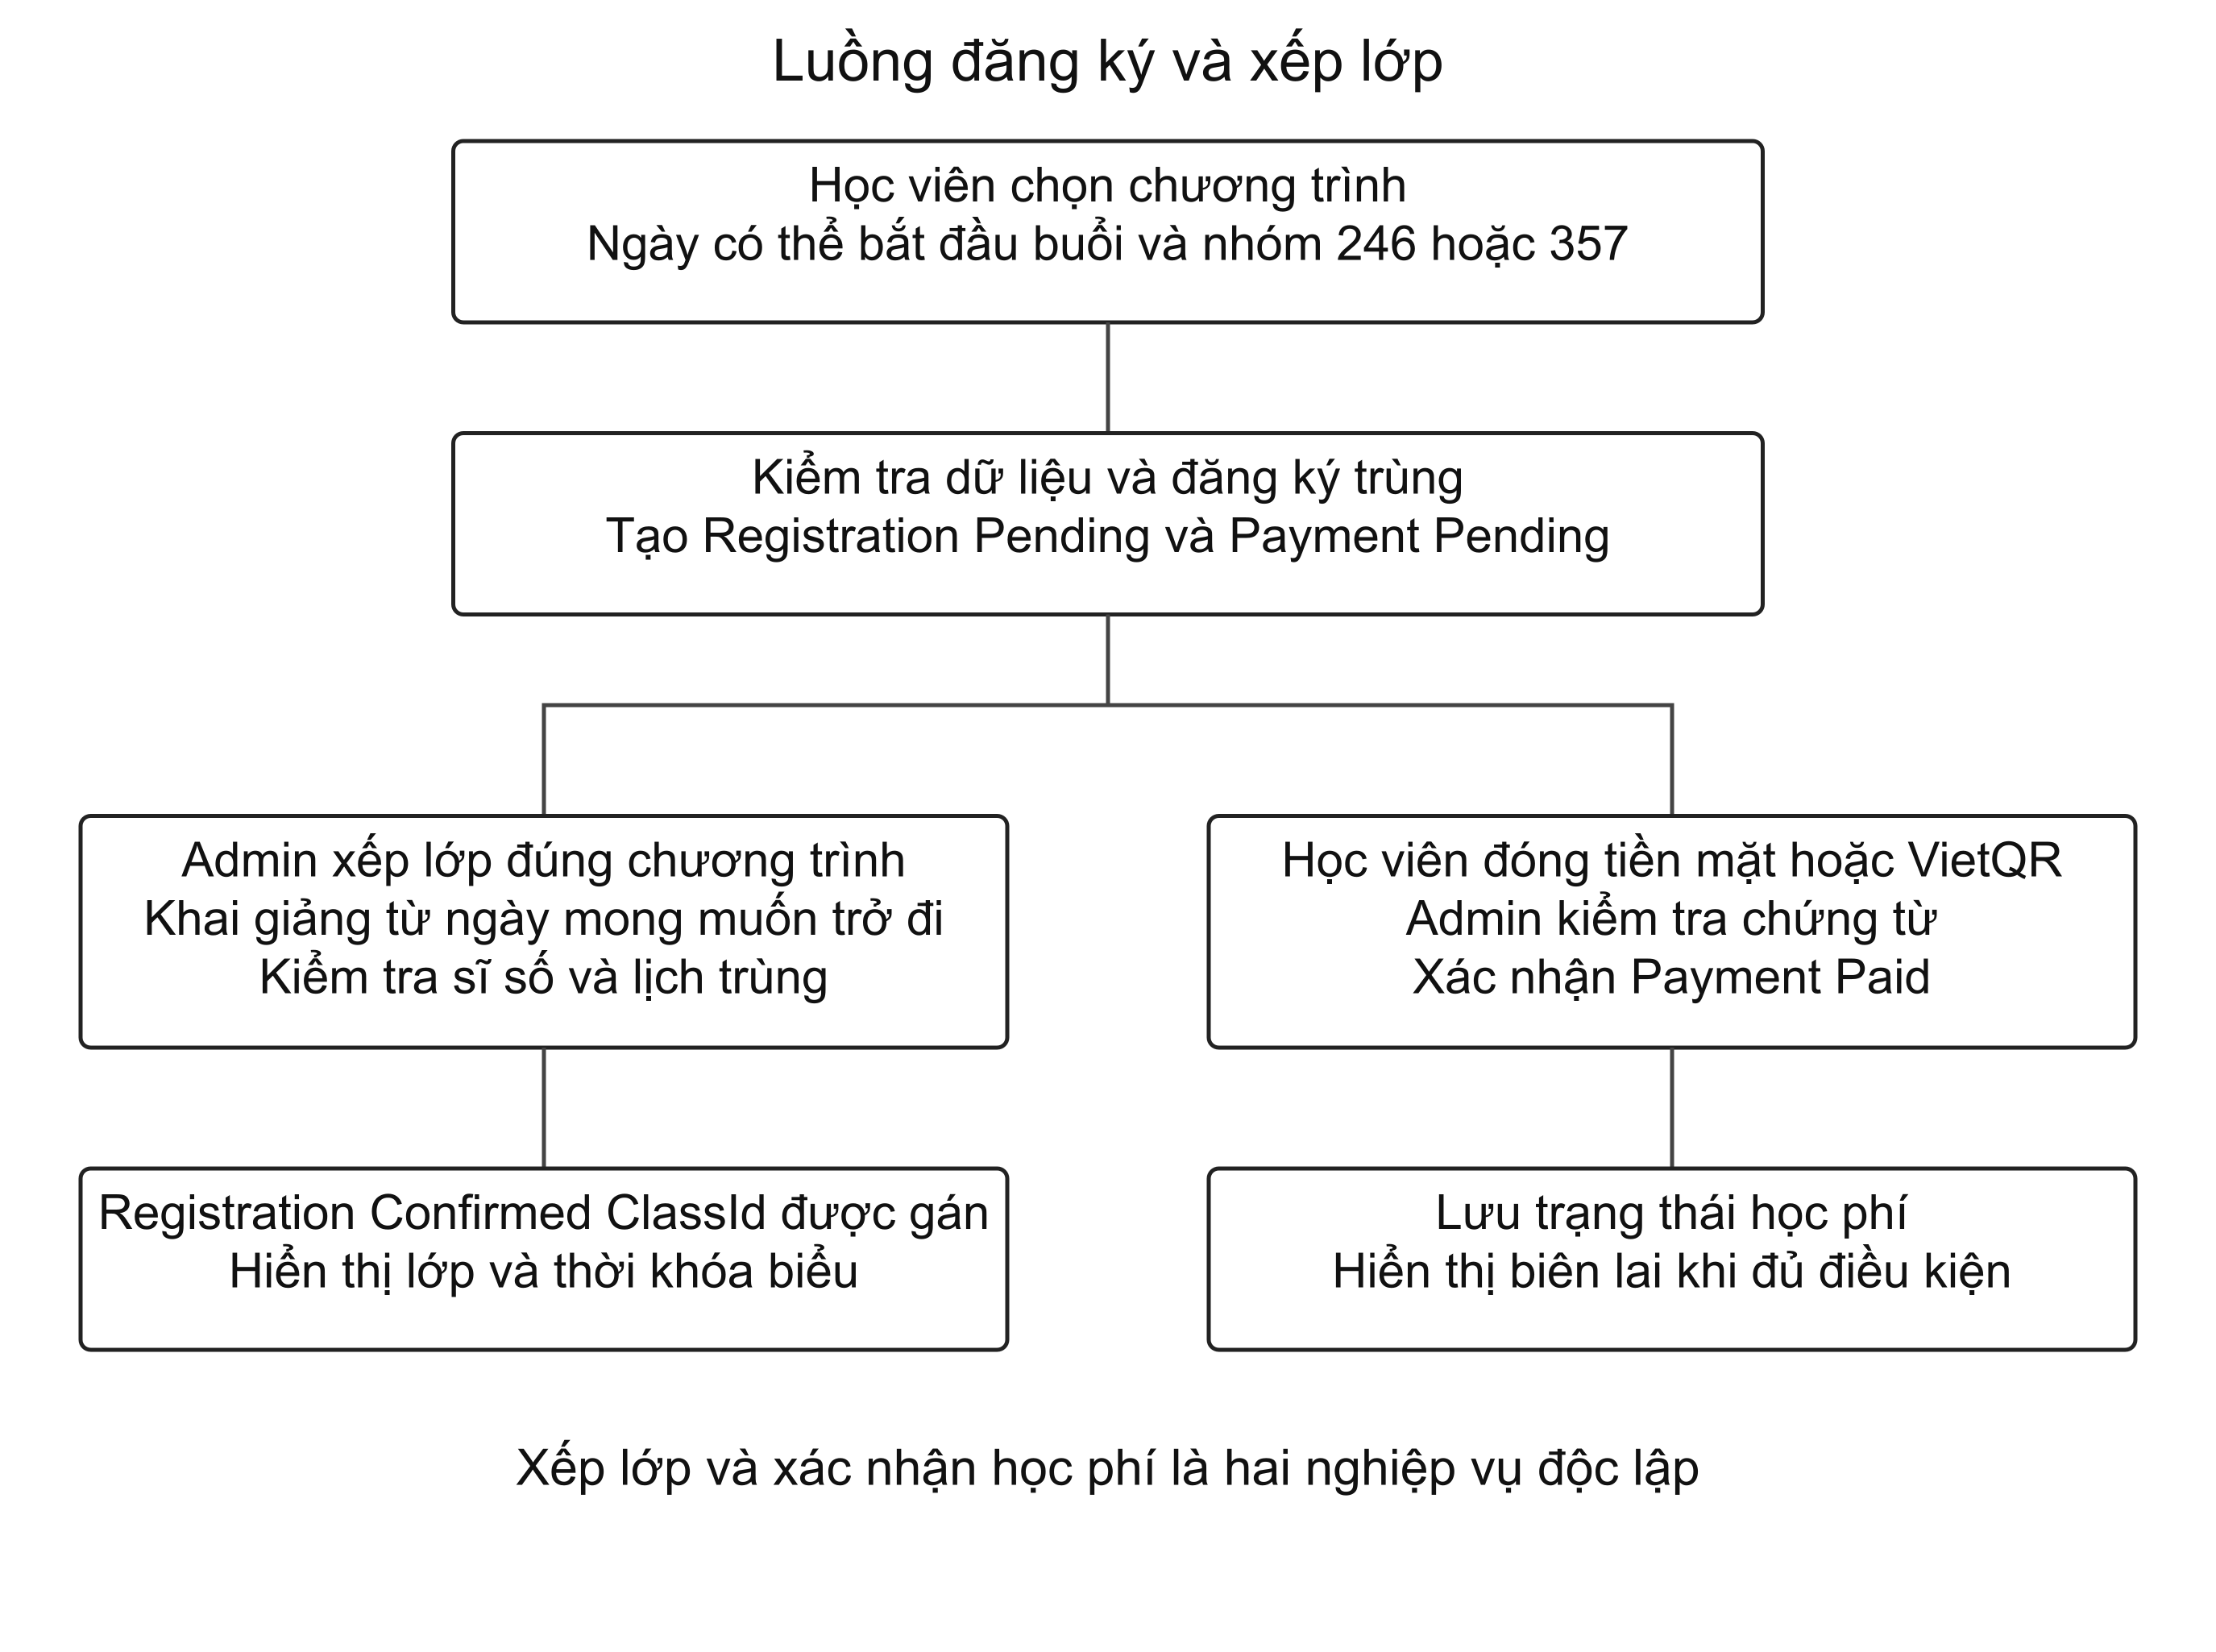 Luồng đăng ký và xếp lớp
Học viên chọn chương trình
Ngày có thể bắt đầu buổi và nhóm 246 hoặc 357
Kiểm tra dữ liệu và đăng ký trùng
Tạo Registration Pending và Payment Pending
Admin xếp lớp đúng chương trình
Khai giảng từ ngày mong muốn trở đi
Kiểm tra sĩ số và lịch trùng
Học viên đóng tiền mặt hoặc VietQR
Admin kiểm tra chứng từ
Xác nhận Payment Paid
Registration Confirmed ClassId được gán
Hiển thị lớp và thời khóa biểu
Lưu trạng thái học phí
Hiển thị biên lai khi đủ điều kiện
Xếp lớp và xác nhận học phí là hai nghiệp vụ độc lập